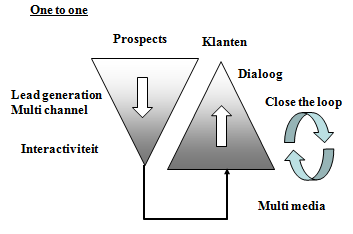 One to one
Prospects
Klanten
Dialoog
Lead generation
Multi channel
Close the loop
Interactiviteit
Multi media